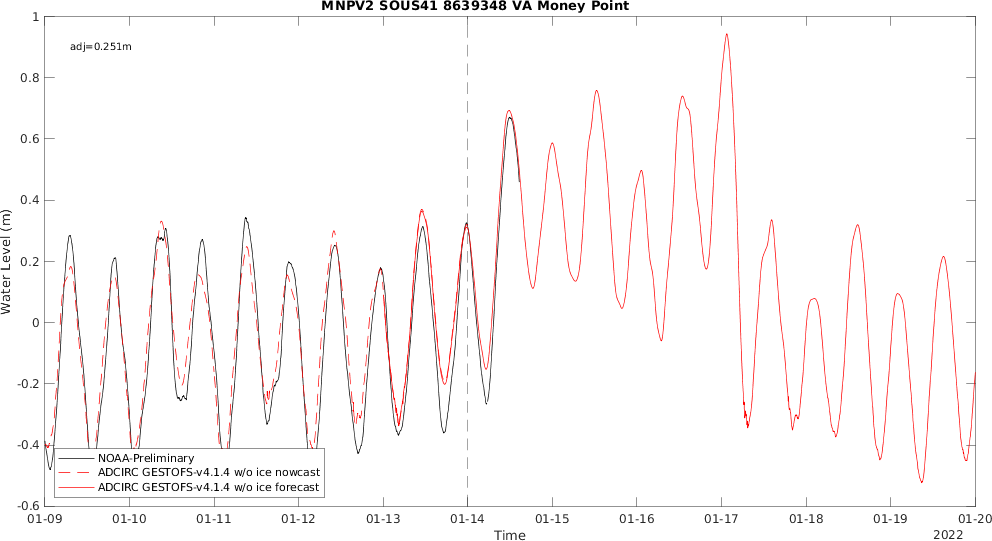 MNPV2 SOUS41 8639348 VA Money Point
adj=0.251m
Water Level (m)
1
0.8
0.6
0.4
0.2
0
-0.2
-0.4
-0.6
NOAA-Preliminary
ADCIRC GESTOFS-v4.1.4 w/o ice nowcast
ADCIRC GESTOFS-v4.1.4 w/o ice forecast
01-09 01-10 01-11 01-12 01-13 01-14 01-15 01-16 01-17 01-18 01-19 01-20
Time
2022